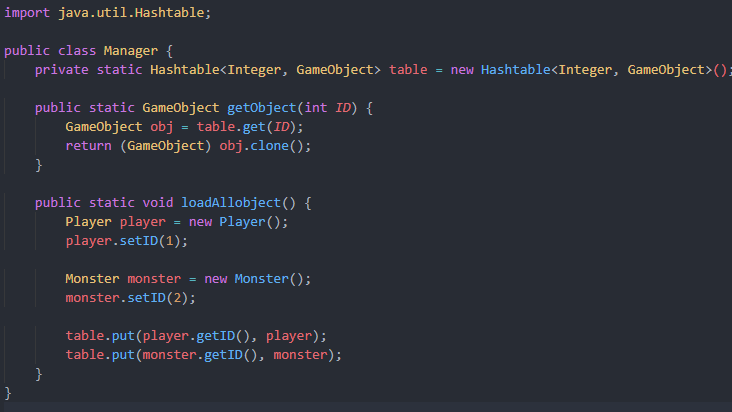 import java.util.Hashtable;
public class Manager {
private static Hashtable<Integer, GameObject> table = new Hashtable<Integer, GameObject>();
public static GameObject getObject(int ID) {
GameObject obj = table.get(ID);
return (GameObject) obj.clone();
}
public static void loadAllobject() {
Player player = new Player();
player.setID(1);
Monster monster = new Monster();
monster.setID(2);
table.put(player.getID(), player);
table.put(monster.getID(), monster);
}
}